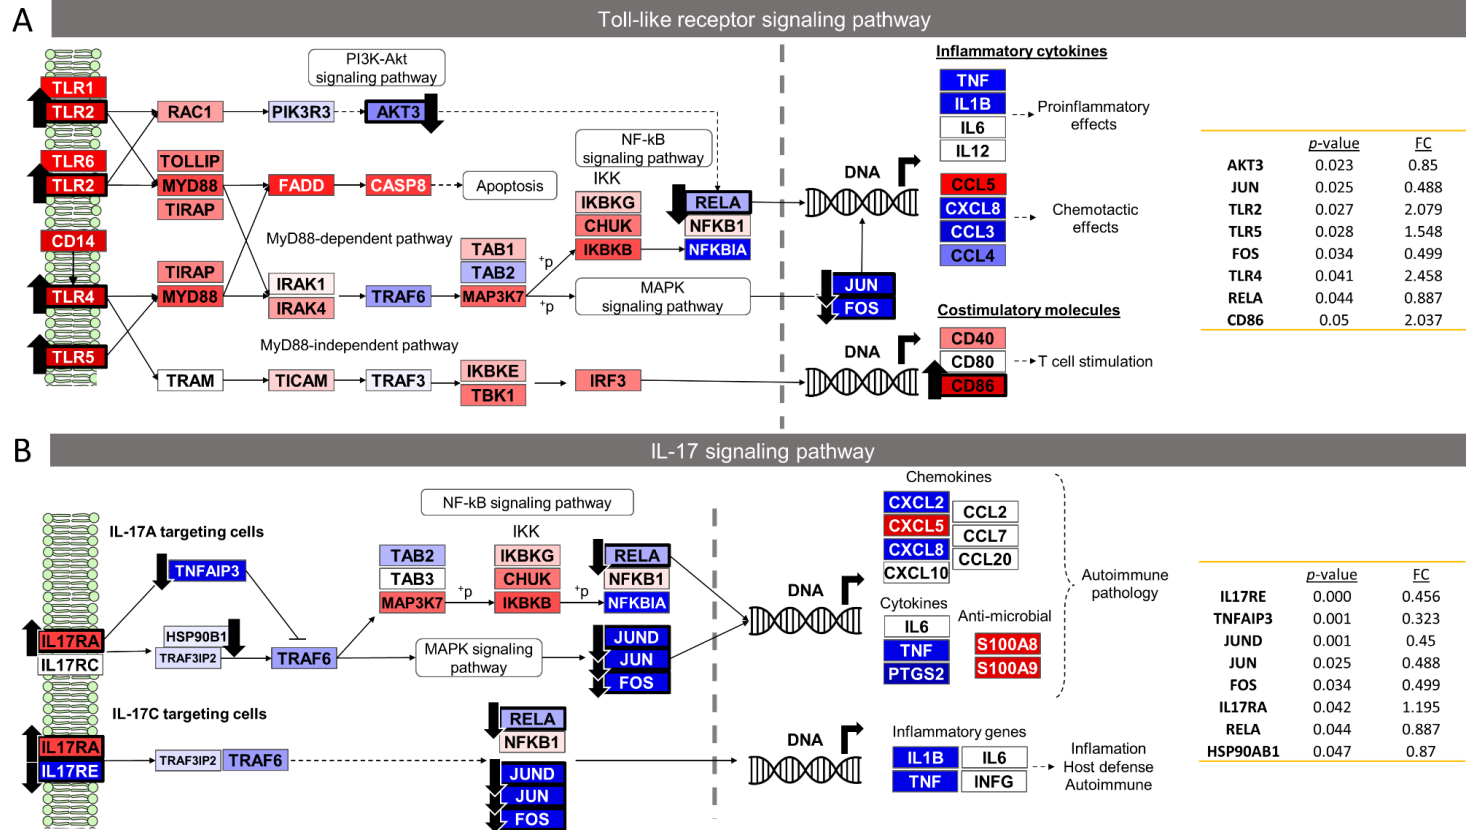 A
Toll-like receptor signaling pathway
PI3K-Akt
signaling pathway
TLR1
TLR2
RAC1
PIK3R3
AKT3
TLR6
TLR2
TOLLIP
MYD88
TIRAP
FADD
CASP8
Apoptosis
NF-kB
signaling pathway
IKK
IKBKG
CHUK
IKBKB
RELA
NFKB1
NFKBIA
CD14
MyD88-dependent pathway
TIRAP
MYD88
IRAK1
IRAK4
TRAF6
TAB1
TAB2
MAP3K7
+p
+p
MAPK
signaling pathway
JUN
FOS
TLR4
TLR5
MyD88-independent pathway
TRAM
TICAM
TRAF3
IKBKE
TBK1
IRF3
DNA
DNA
Inflammatory cytokines
TNF
IL1B
IL6
IL12
Proinflammatory
effects
CCL5
CXCL8
CCL3
CCL4
Chemotactic
effects
Costimulatory molecules
CD40
CD80
CD86
T cell stimulation
p-value FC
AKT3 0.023 0.85
JUN 0.025 0.488
TLR2 0.027 2.079
TLR5 0.028 1.548
FOS 0.034 0.499
TLR4 0.041 2.458
RELA 0.044 0.887
CD86 0.05 2.037
B
IL-17 signaling pathway
IL-17A targeting cells
NF-kB signaling pathway
TNFAIP3
IL17RA
IL17RC
HSP90B1
TRAF3IP2
TRAF6
TAB2
TAB3
MAP3K7
+p
IKK
IKBKG
CHUK
IKBKB
+p
RELA
NFKB1
NFKBIA
MAPK signaling
pathway
JUND
JUN
FOS
DNA
Chemokines
CXCL2
CXCL5
CXCL8
CXCL10
CCL2
CCL7
CCL20
Cytokines
IL6
TNF
PTGS2
Anti-microbial
S100A8
S100A9
Autoimmune
pathology
IL-17C targeting cells
IL17RA
IL17RE
TRAF3IP2
TRAF6
RELA
NFKB1
JUND
JUN
FOS
DNA
Inflammatory genes
IL1B
IL6
TNF
INFG
Inflamation
Host defense
Autoimmune
p-value FC
IL17RE 0.000 0.456
TNFAIP3 0.001 0.323
JUND 0.001 0.45
JUN 0.025 0.488
FOS 0.034 0.499
IL17RA 0.042 1.195
RELA 0.044 0.887
HSP90AB1 0.047 0.87